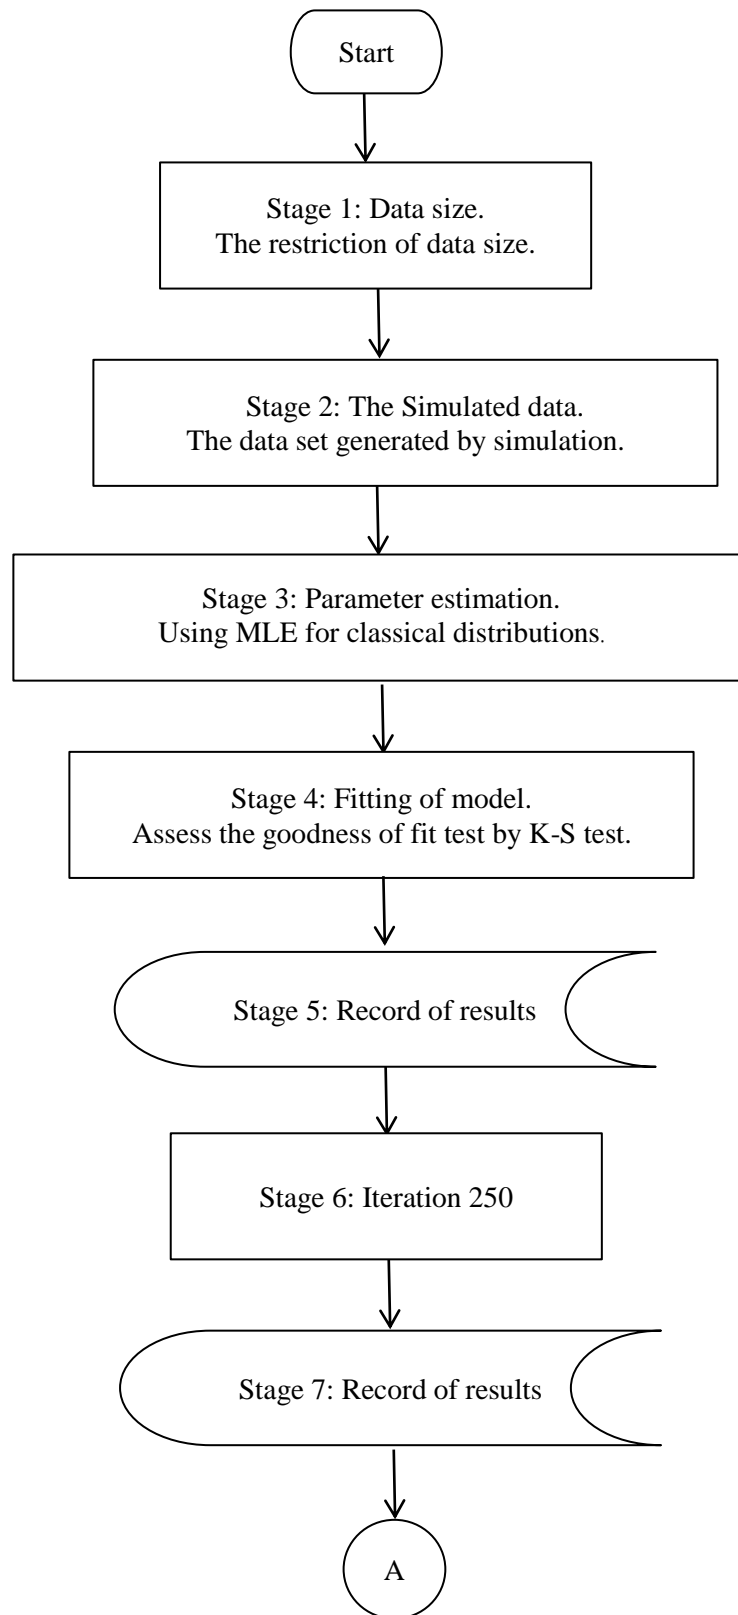 Start
Stage 1: Data size.
The restriction of data size.
Stage 2: The Simulated data.
The data set generated by simulation.
Stage 3: Parameter estimation.
Using MLE for classical distributions.
Stage 4: Fitting of model.
Assess the goodness of fit test by K-S test.
Stage 5: Record of results
Stage 6: Iteration 250
Stage 7: Record of results
A